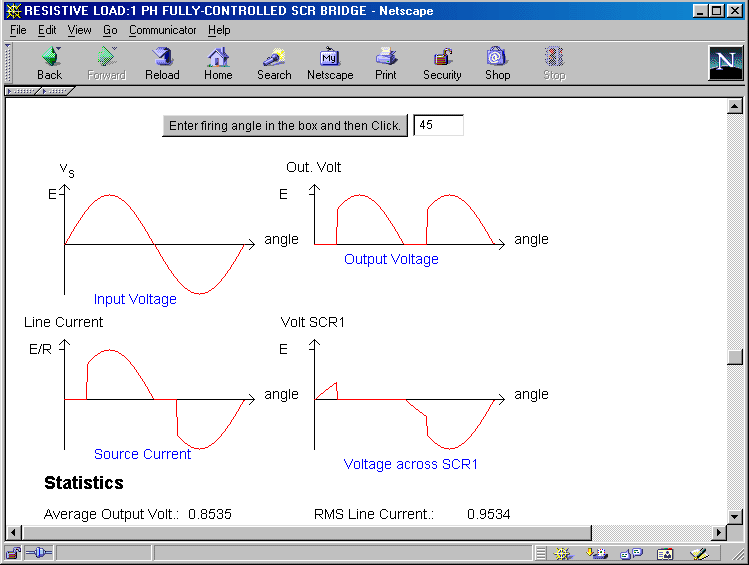 RESISTIVE LOAD:1 PH FULLY-CONTROLLED SCR BRIDGE - Netscape
File Edit View Go Communicator Help
Back Forward Reload Home Search Netscape Print Security Shop Stop
My
N
Enter firing angle in the box and then Click. 45
vS Out. Volt
E E
angle angle
Input Voltage Output Voltage
Line Current Volt SCR1
E/R E
angle angle
Source Current Voltage across SCR1
Statistics
Average Output Volt.: 0.8535 RMS Line Current.: 0.9534